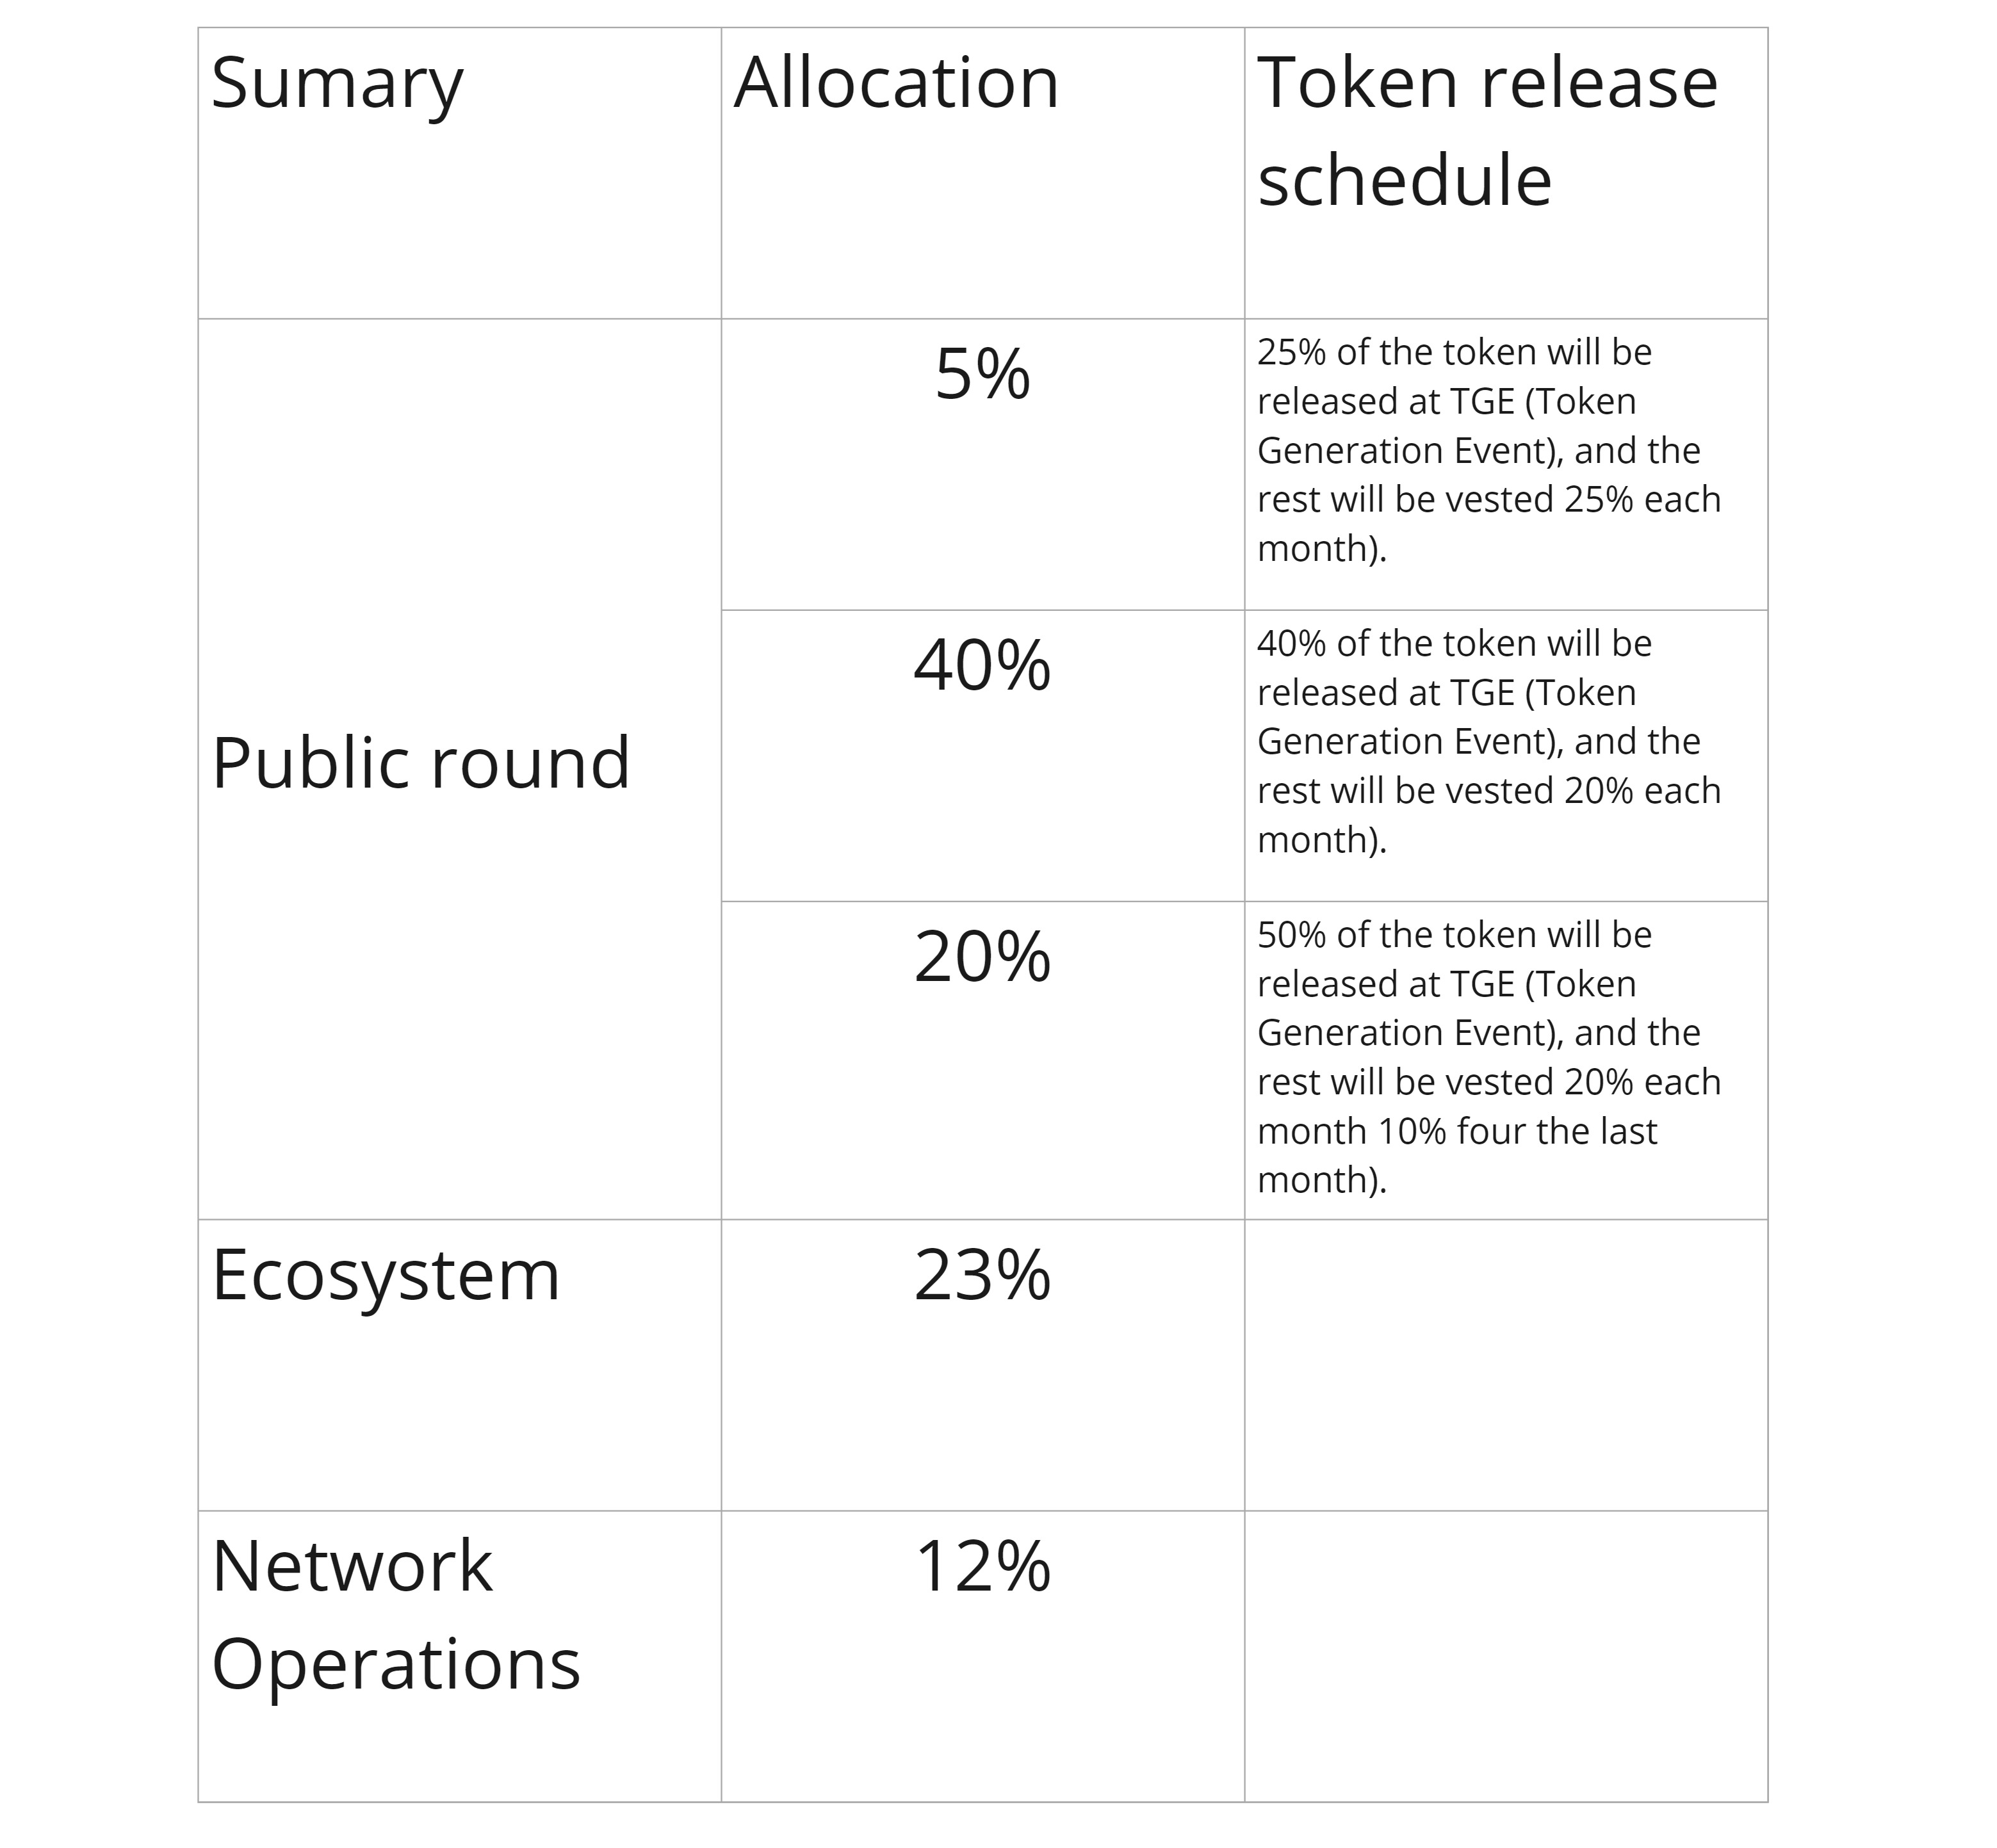 Sumary
Allocation
Token release
schedule
Public round
5%
25% of the token will be
released at TGE (Token
Generation Event), and the
rest will be vested 25% each
month).
40%
40% of the token will be
released at TGE (Token
Generation Event), and the
rest will be vested 20% each
month).
20%
50% of the token will be
released at TGE (Token
Generation Event), and the
rest will be vested 20% each
month 10% four the last
month).
Ecosystem
23%
Network
Operations
12%